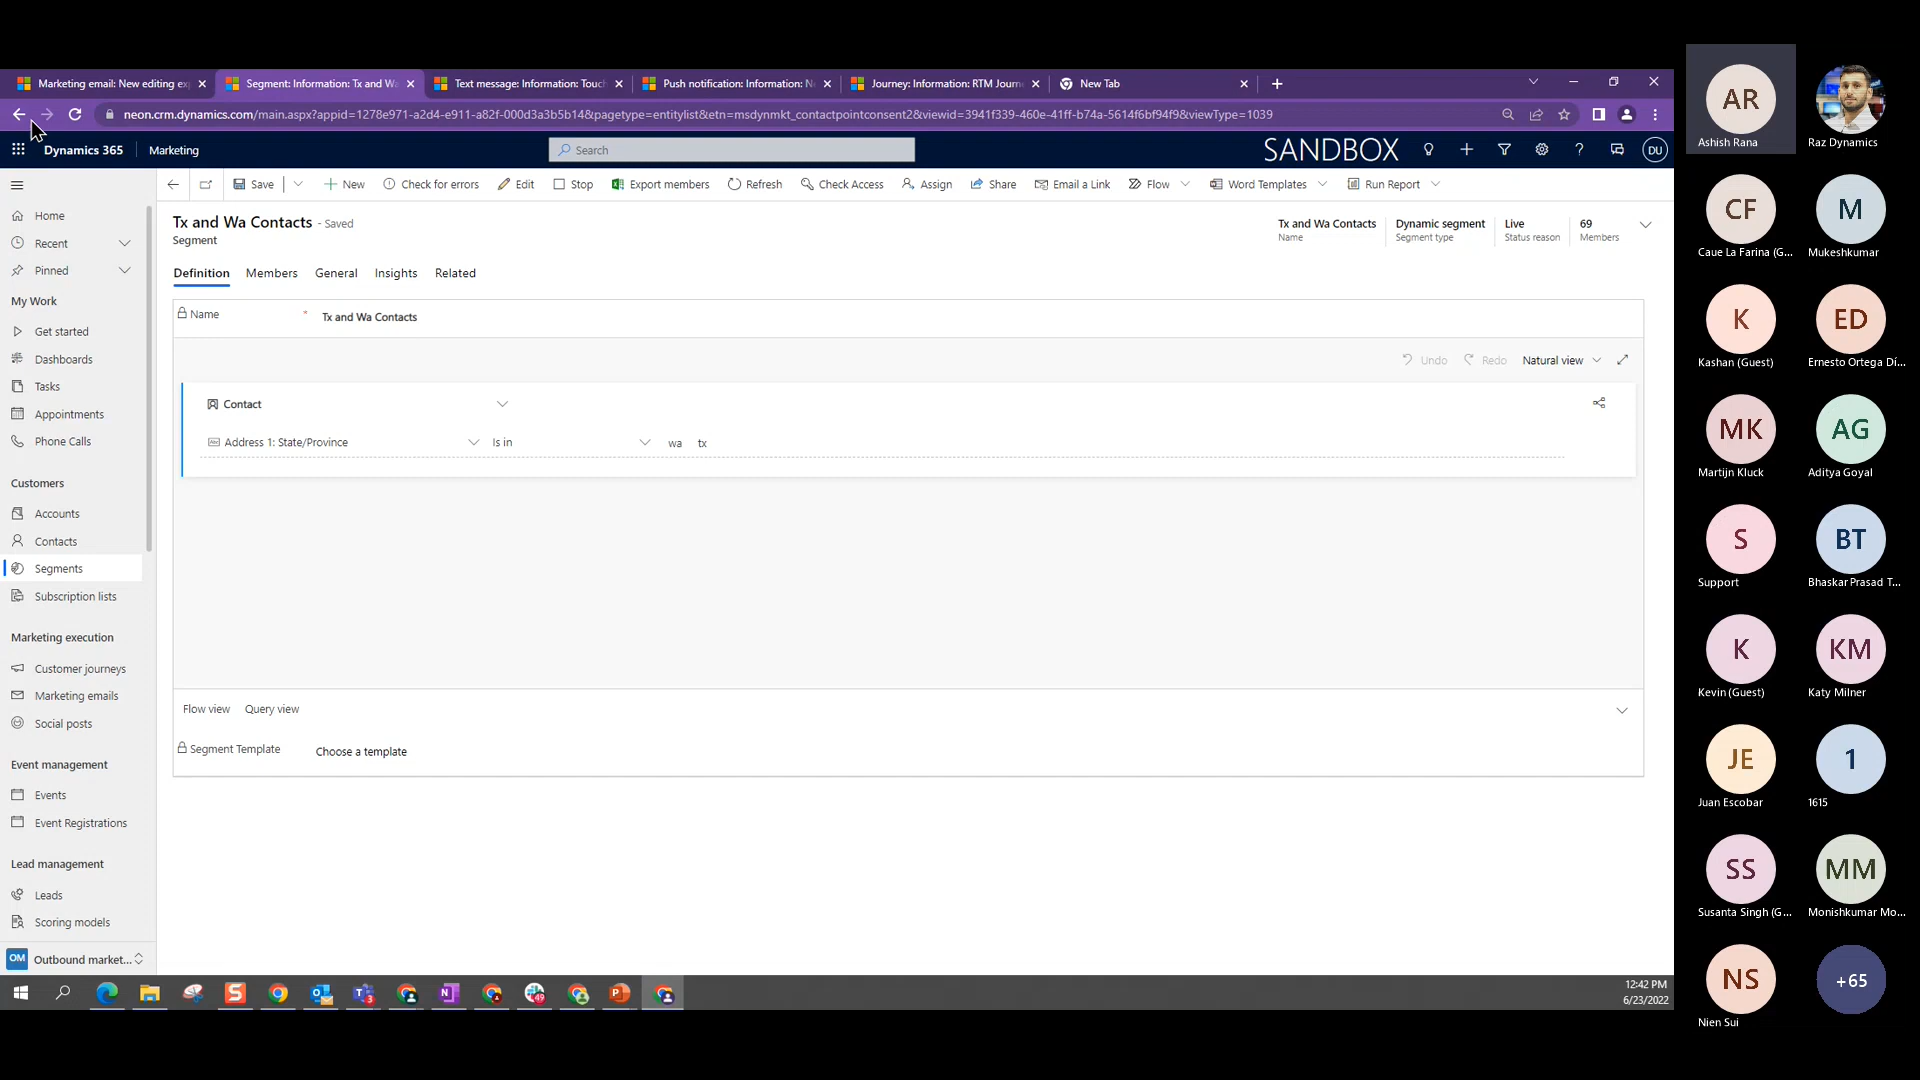 Marketing email: New editing ex
Segment: Information: Tx and Wa
Text message: Information: Touch
Push notification: Information: N
Journey: Information: RTM Journ
New Tab
neon.crm.dynamics.com/main.aspx?appid=1278e971-a2d4-e911-a82f-000d3a3b5b14&pagetype=entitylist&etn=msdynmkt_contactpointconsent2&viewid=3941f339-460e-41ff-b74a-5614f6bf94f9&viewType=1039
Dynamics 365
Marketing
Search
SANDBOX
DU
Save
New
Check for errors
Edit
Stop
Export members
Refresh
Check Access
Assign
Share
Email a Link
Flow
Word Templates
Run Report
Home
Recent
Pinned
My Work
Get started
Dashboards
Tasks
Appointments
Phone Calls
Customers
Accounts
Contacts
Segments
Subscription lists
Marketing execution
Customer journeys
Marketing emails
Social posts
Event management
Events
Event Registrations
Lead management
Leads
Scoring models
OM Outbound market...
Tx and Wa Contacts - Saved
Segment
Tx and Wa Contacts
Name
Dynamic segment
Segment type
Live
Status reason
69
Members
Definition
Members
General
Insights
Related
Name * Tx and Wa Contacts
Undo
Redo
Natural view
Contact
Address 1: State/Province
Is in
wa tx
Flow view
Query view
Segment Template
Choose a template
12:42 PM
6/23/2022
AR
Ashish Rana
Raz Dynamics
CF
Caue La Farina (G...
M
Mukeshkumar
K
Kashan (Guest)
ED
Ernesto Ortega Dí...
MK
Martijn Kluck
AG
Aditya Goyal
S
Support
BT
Bhaskar Prasad T...
K
Kevin (Guest)
KM
Katy Milner
JE
Juan Escobar
1
1615
SS
Susanta Singh (G...
MM
Monishkumar Mo...
NS
Nien Sui
+65